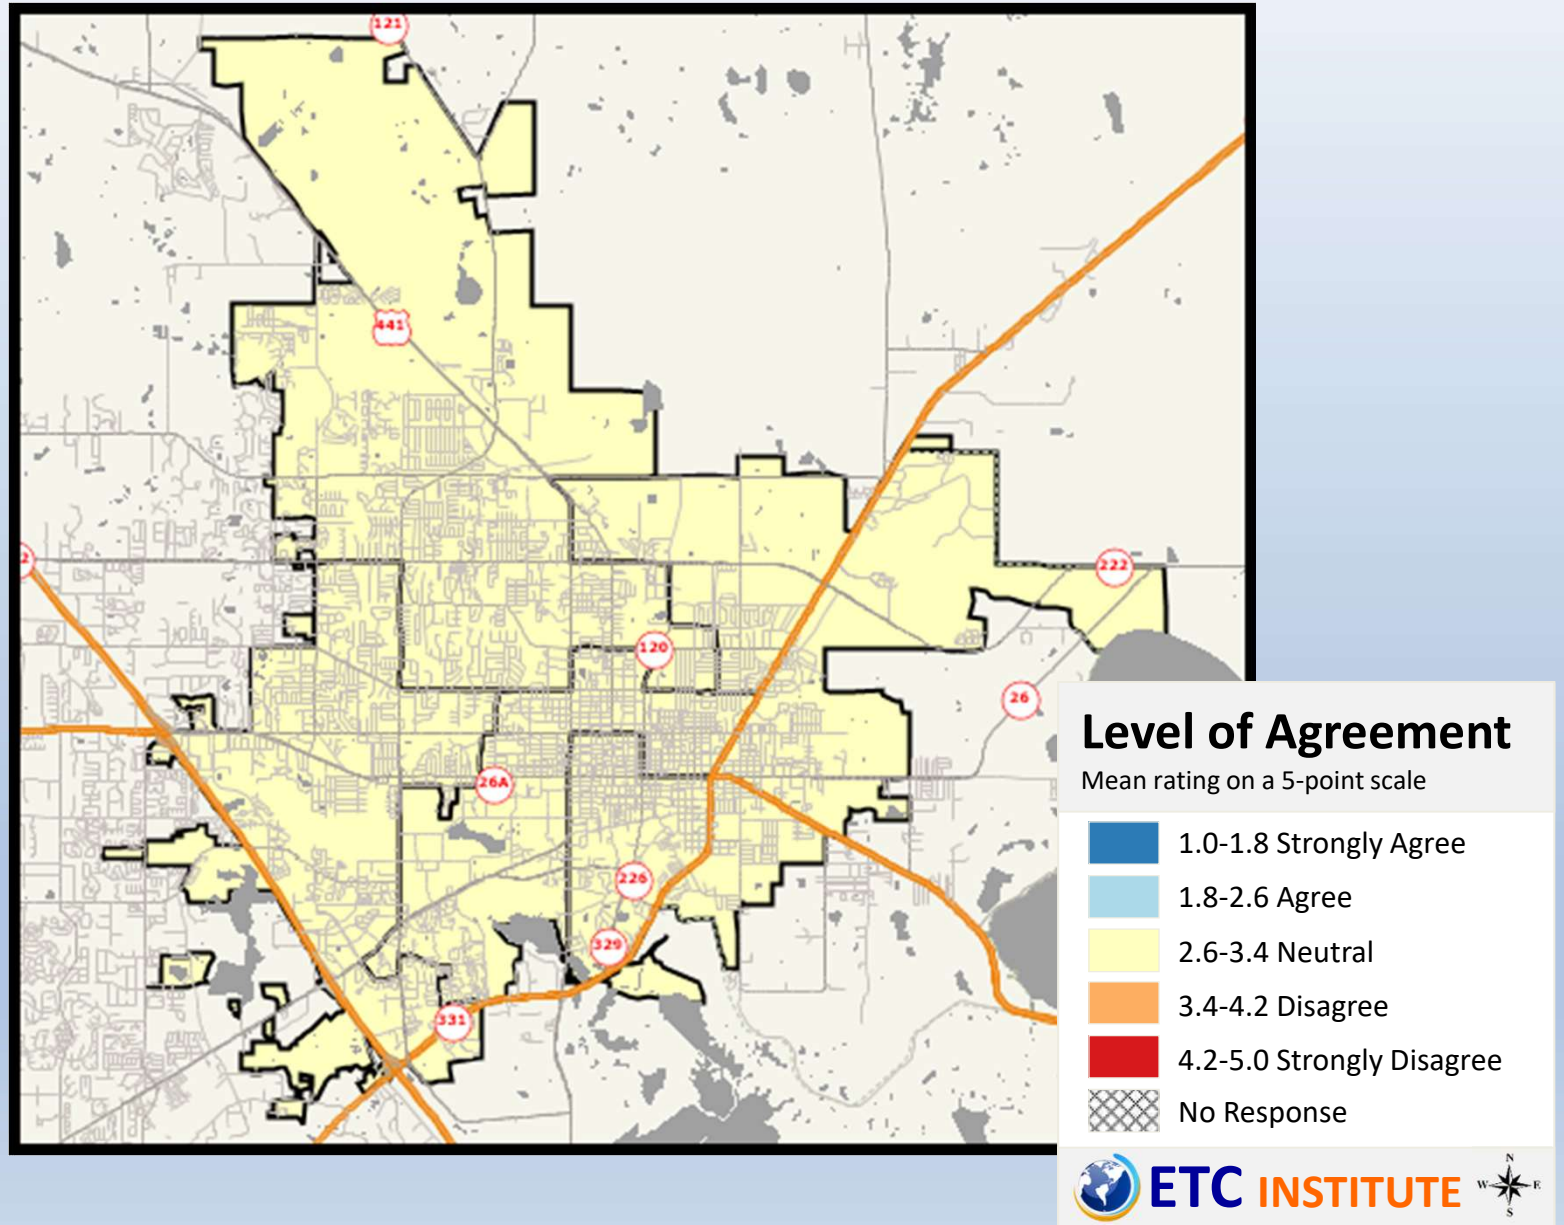 121
441
2
222
120
26
26A
226
329
331
Level of Agreement
Mean rating on a 5-point scale
1.0-1.8 Strongly Agree
1.8-2.6 Agree
2.6-3.4 Neutral
3.4-4.2 Disagree
4.2-5.0 Strongly Disagree
No Response
ETC INSTITUTE
N
W E
S